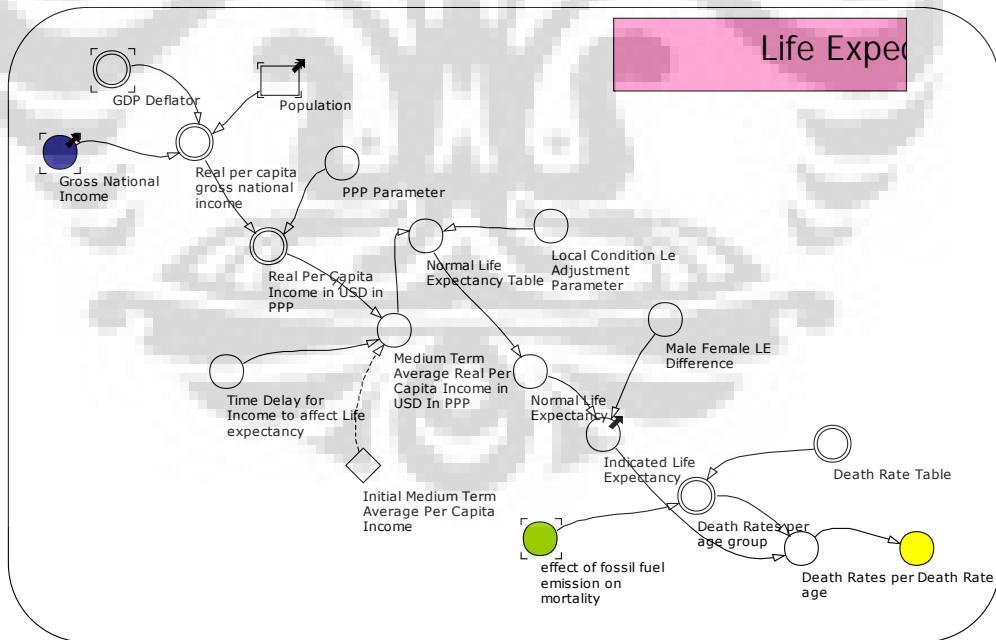 Life Expec
GDP Deflator
Population
Gross National
Income
Real per capita
gross national
income
PPP Parameter
Real Per Capita
Income in USD in
PPP
Normal Life
Expectancy Table
Local Condition Le
Adjustment
Parameter
Male Female LE
Difference
Medium Term
Average Real Per
Capita Income in
USD In PPP
Time Delay for
Income to affect Life
expectancy
Normal Life
Expectancy
Initial Medium Term
Average Per Capita
Income
Indicated Life
Expectancy
Death Rate Table
Death Rates per
age group
effect of fossil fuel
emission on
mortality
Death Rates per
age
Death Rate